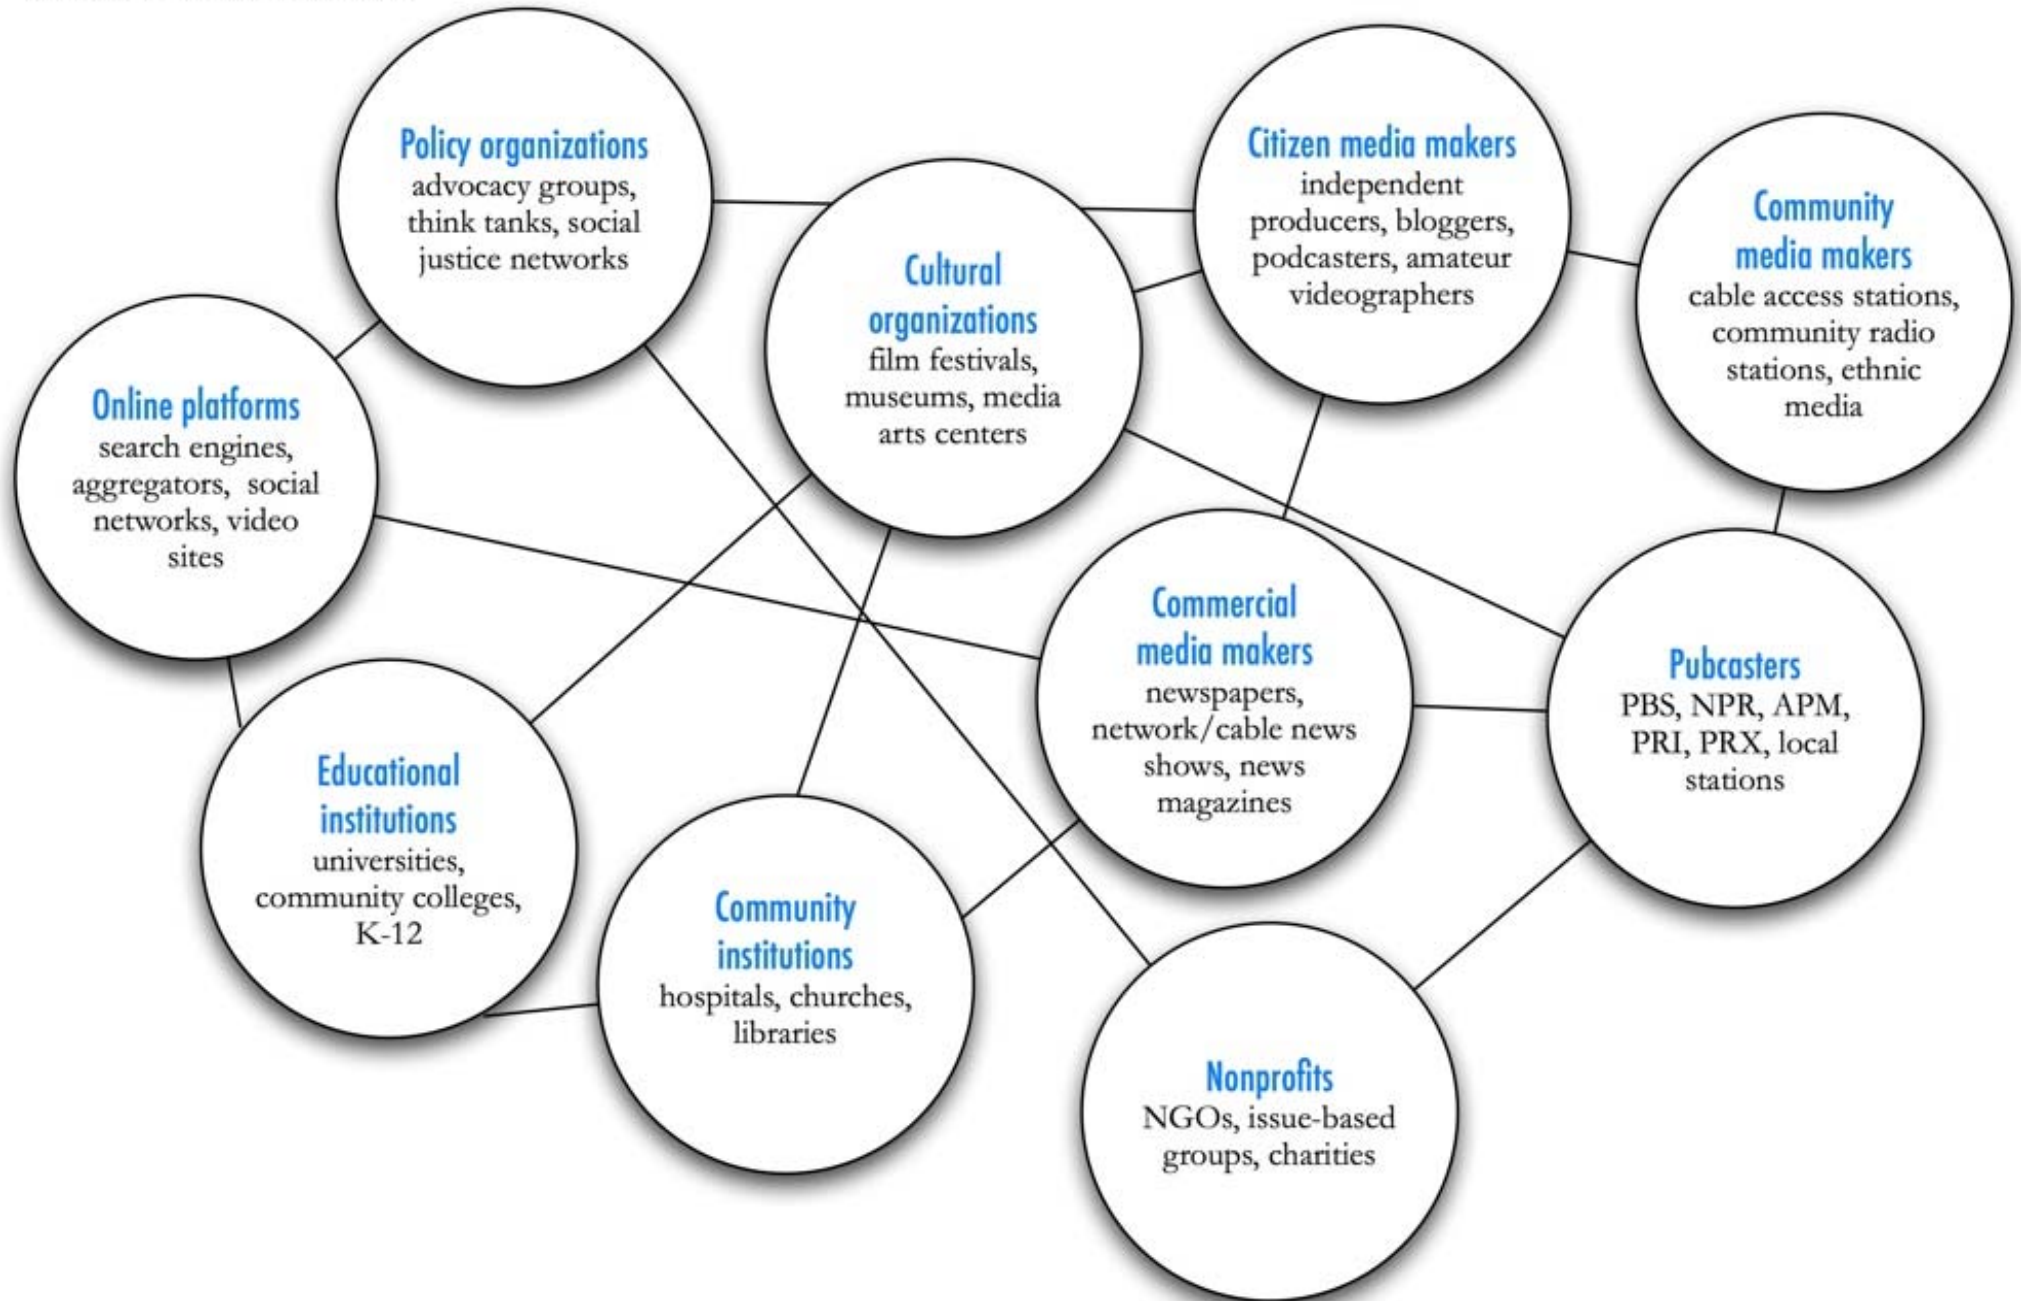 Policy organizations
advocacy groups,
think tanks, social
justice networks
Citizen media makers
independent
producers, bloggers,
podcasters, amateur
videographers
Community
media makers
cable access stations,
community radio
stations, ethnic
media
Cultural
organizations
film festivals,
museums, media
arts centers
Online platforms
search engines,
aggregators, social
networks, video
sites
Commercial
media makers
newspapers,
network/cable news
shows, news
magazines
Pubcasters
PBS, NPR, APM,
PRI, PRX, local
stations
Educational
institutions
universities,
community colleges,
K-12
Community
institutions
hospitals, churches,
libraries
Nonprofits
NGOs, issue-based
groups, charities